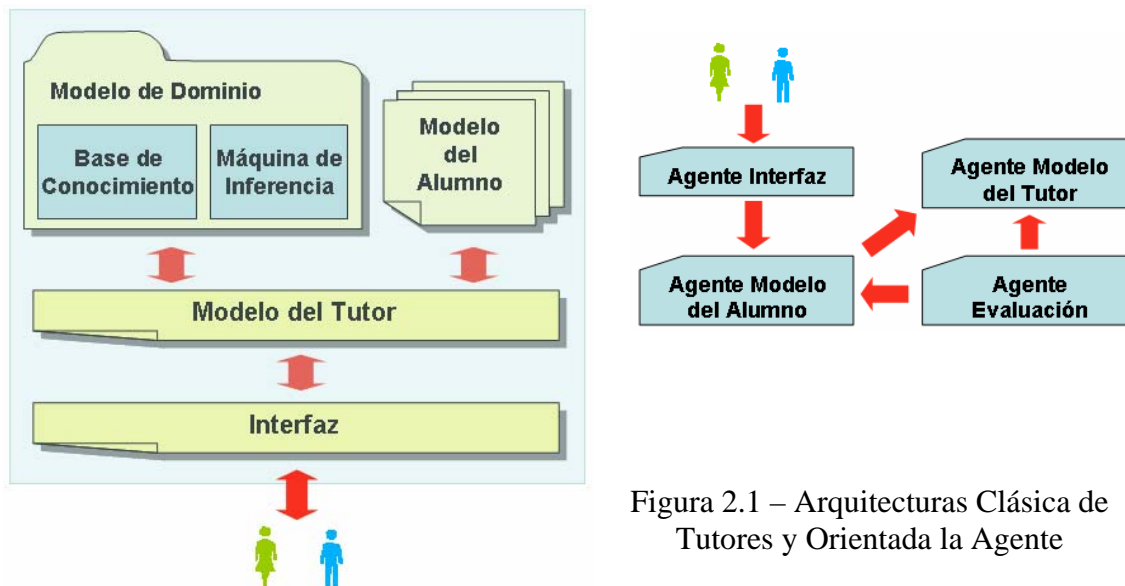 Modelo de Dominio
Base de
Conocimiento
Máquina de
Inferencia
Modelo
del
Alumno
Modelo del Tutor
Interfaz
Agente Interfaz
Agente Modelo
del Tutor
Agente Modelo
del Alumno
Agente
Evaluación
Figura 2.1 – Arquitecturas Clásica de
Tutores y Orientada la Agente